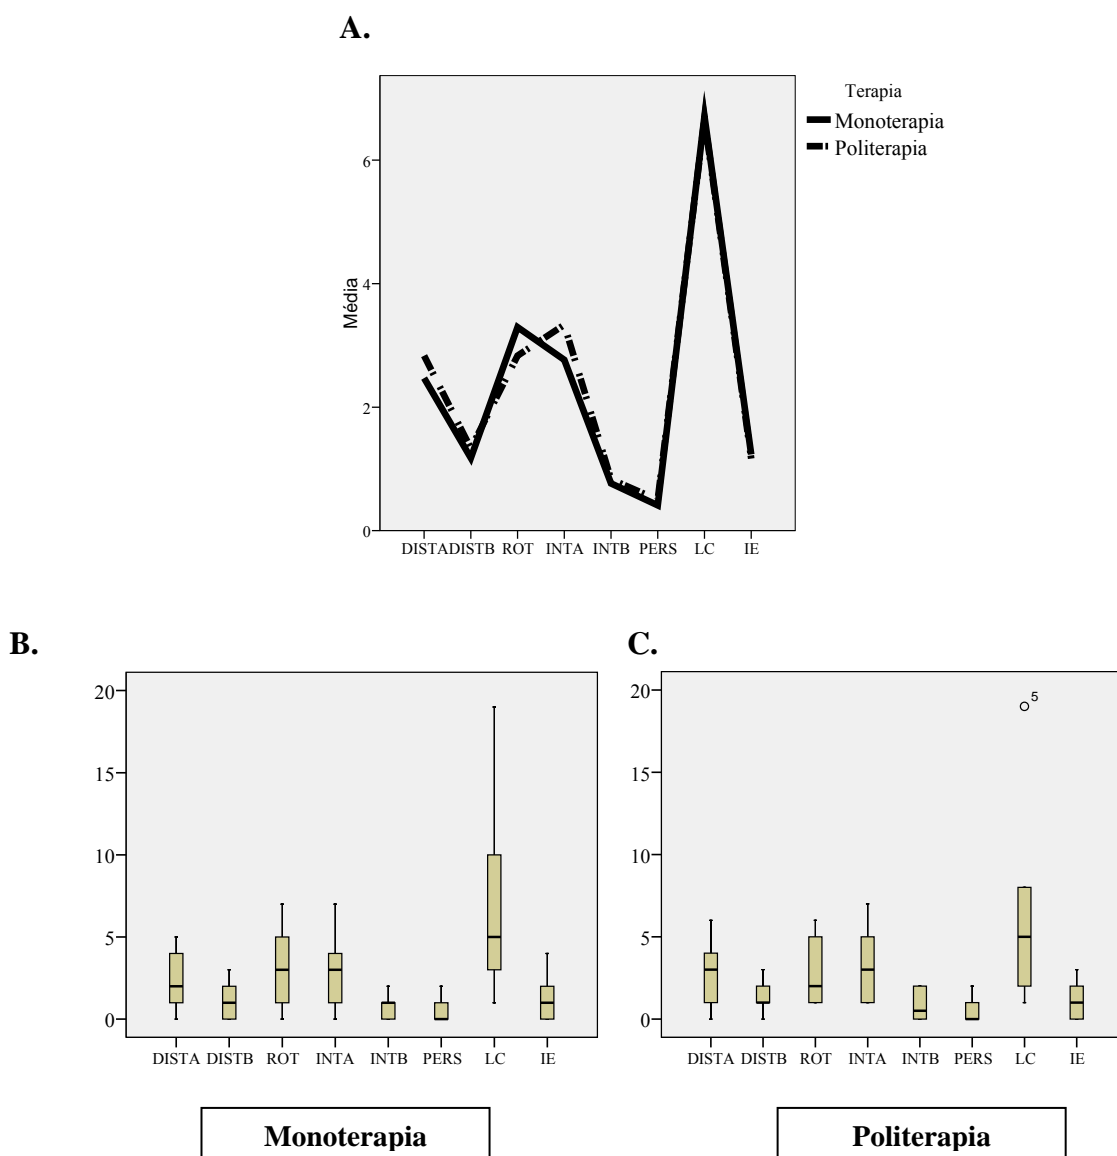 A.
Terapia
Monoterapia
Politerapia
Média
6
4
2
0
DISTA DISTB ROT INTA INTB PERS LC IE
B.
20
15
10
5
0
DISTA DISTB ROT INTA INTB PERS LC IE
Monoterapia
C.
20
15
10
5
0
5
DISTA DISTB ROT INTA INTB PERS LC IE
Politerapia